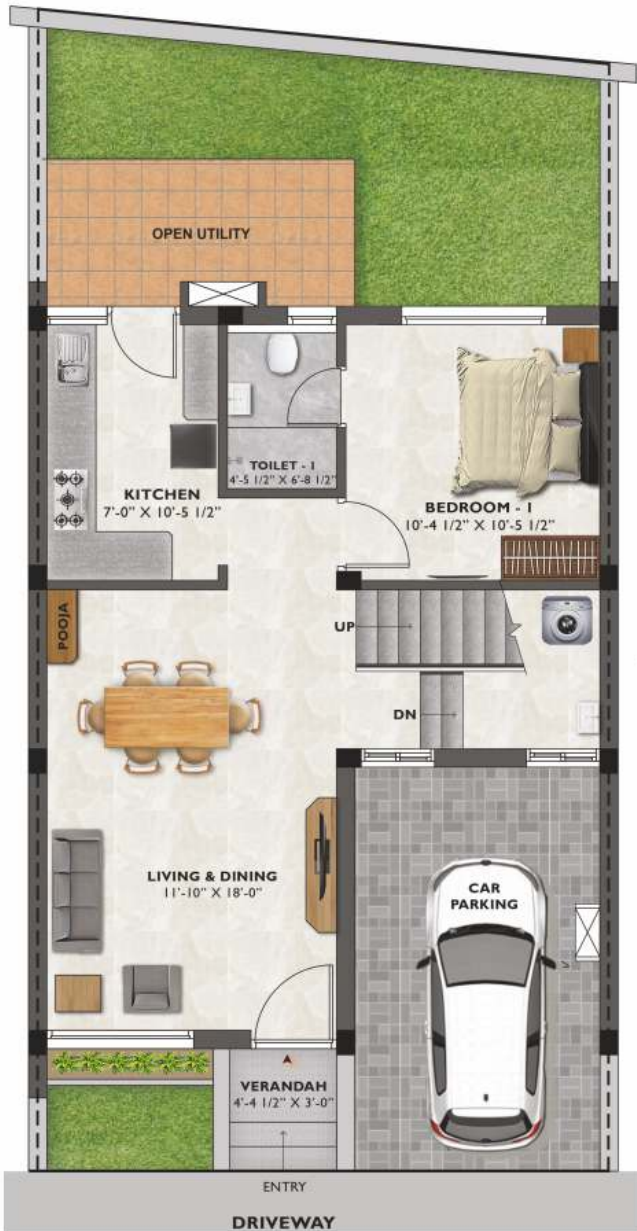 OPEN UTILITY
TOILET - 1
4'-5 1/2" X 6'-8 1/2"
KITCHEN
7'-0" X 10'-5 1/2"
BEDROOM - 1
10'-4 1/2" X 10'-5 1/2"
POOJA
UP
DN
LIVING & DINING
11'-10" X 18'-0"
CAR
PARKING
VERANDAH
4'-4 1/2" X 3'-0"
ENTRY
DRIVEWAY